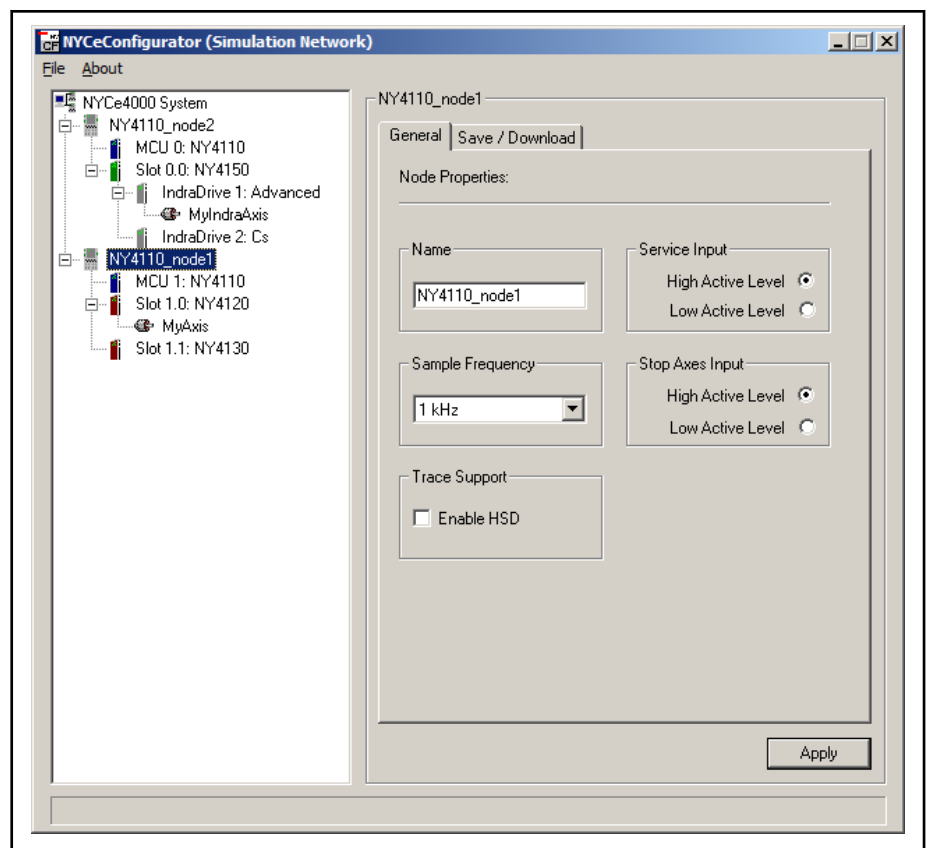 NYCeConfigurator (Simulation Network)
File About
NYCe4000 System
NY4110_node2
MCU 0: NY4110
Slot 0.0: NY4150
IndraDrive 1: Advanced
MyIndraAxis
IndraDrive 2: Cs
NY4110_node1
MCU 1: NY4110
Slot 1.0: NY4120
MyAxis
Slot 1.1: NY4130
NY4110_node1
General Save / Download
Node Properties:
Name
NY4110_node1
Service Input
High Active Level
Low Active Level
Sample Frequency
1 kHz
Stop Axes Input
High Active Level
Low Active Level
Trace Support
Enable HSD
Apply